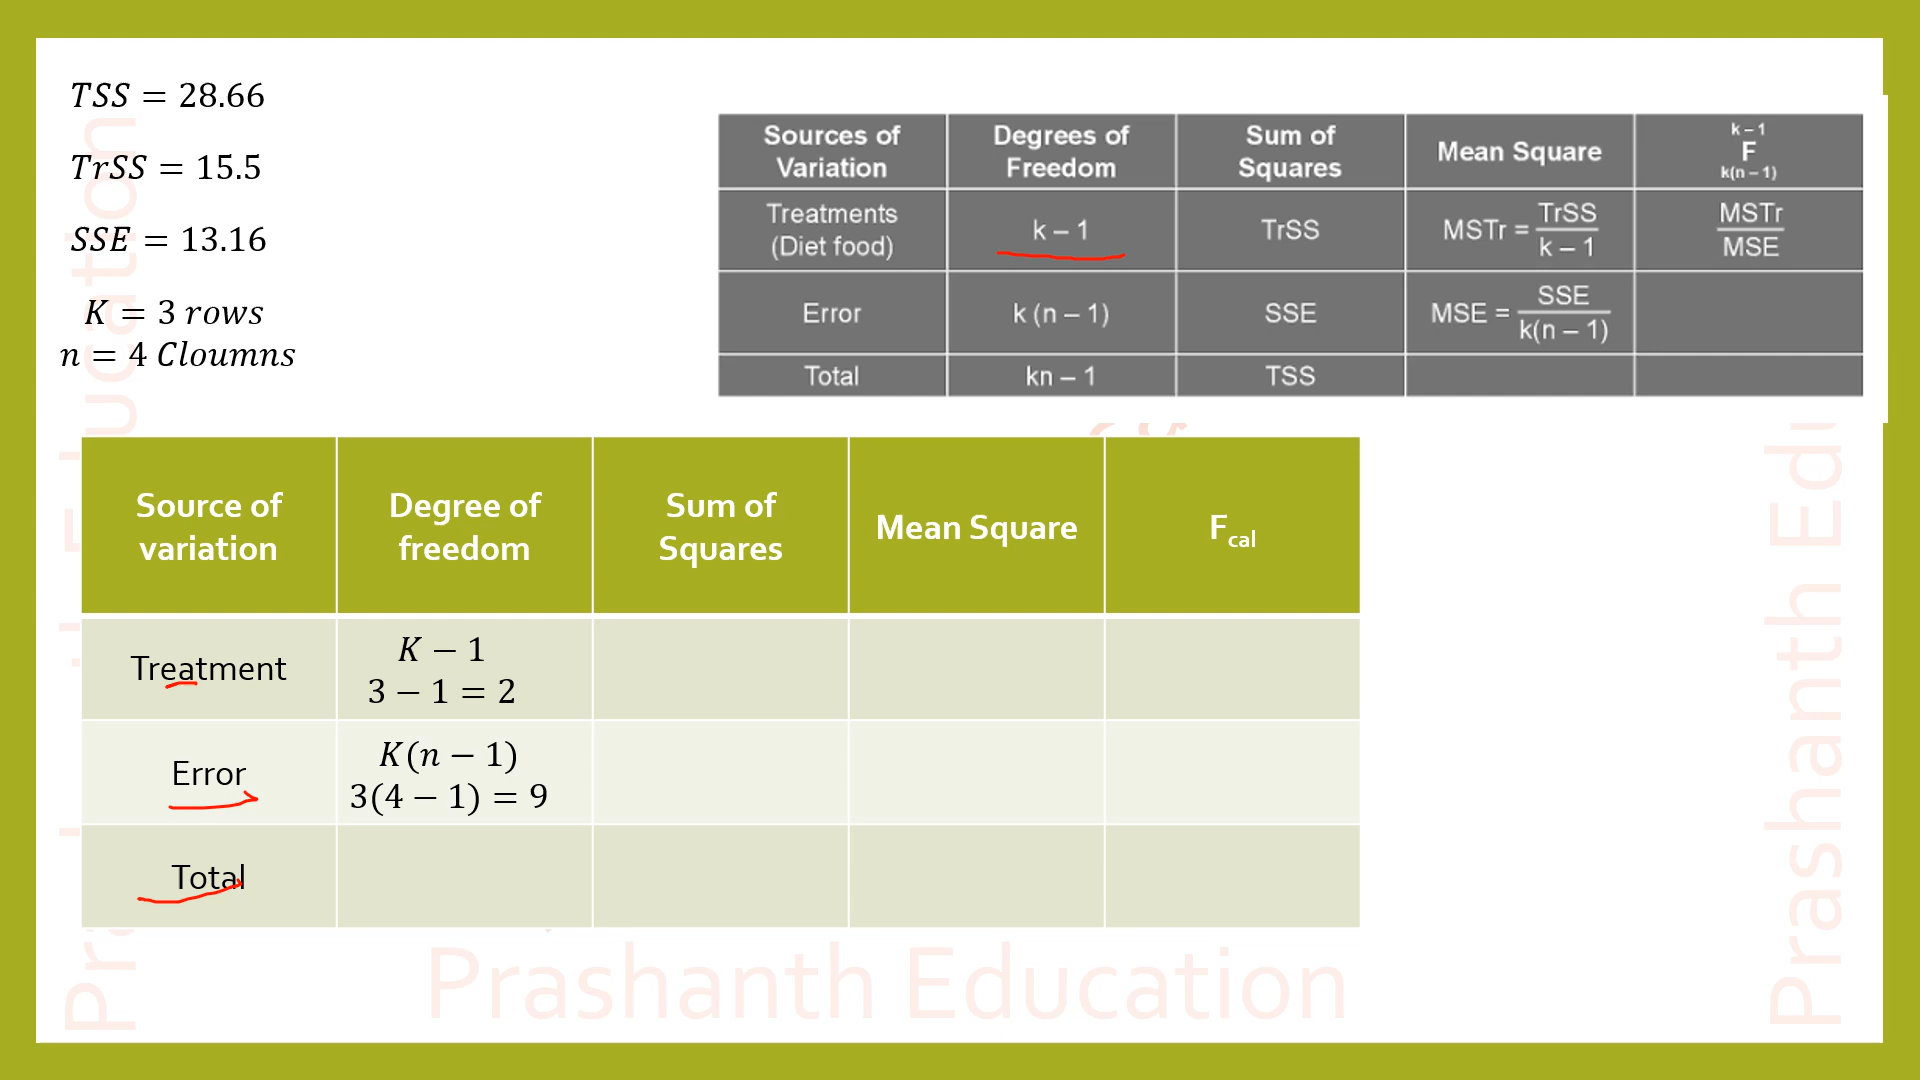 TSS = 28.66
TrSS = 15.5
SSE = 13.16
K = 3 rows
n = 4 Cloumns
Sources of Variation | Degrees of Freedom | Sum of Squares | Mean Square | k – 1 F k(n – 1)
Treatments (Diet food) | k – 1 | TrSS | MSTr = TrSS / k – 1 | MSTr / MSE
Error | k (n – 1) | SSE | MSE = SSE / k(n – 1)
Total | kn – 1 | TSS
Source of variation | Degree of freedom | Sum of Squares | Mean Square | Fcal
Treatment | K − 1
3 − 1 = 2
Error | K(n − 1)
3(4 − 1) = 9
Total
Prashanth Education